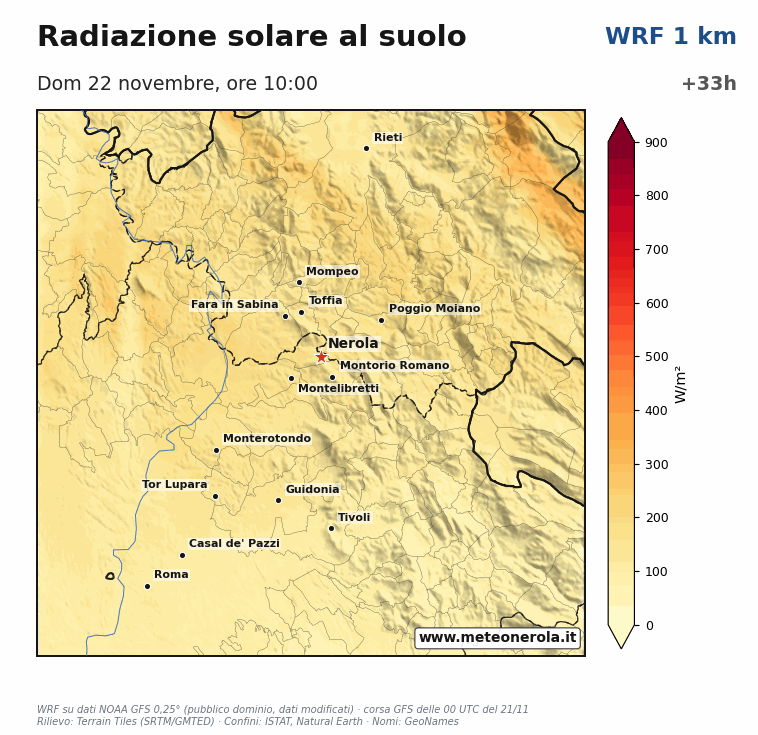 Radiazione solare al suolo
WRF 1 km
Dom 22 novembre, ore 10:00
+33h
Rieti
Mompeo
Toffia
Fara in Sabina
Poggio Moiano
Nerola
Montorio Romano
Montelibretti
Monterotondo
Tor Lupara
Guidonia
Tivoli
Casal de' Pazzi
Roma
www.meteonerola.it
900
800
700
600
500
400
300
200
100
0
W/m²
WRF su dati NOAA GFS 0,25° (pubblico dominio, dati modificati) · corsa GFS delle 00 UTC del 21/11
Rilievo: Terrain Tiles (SRTM/GMTED) · Confini: ISTAT, Natural Earth · Nomi: GeoNames